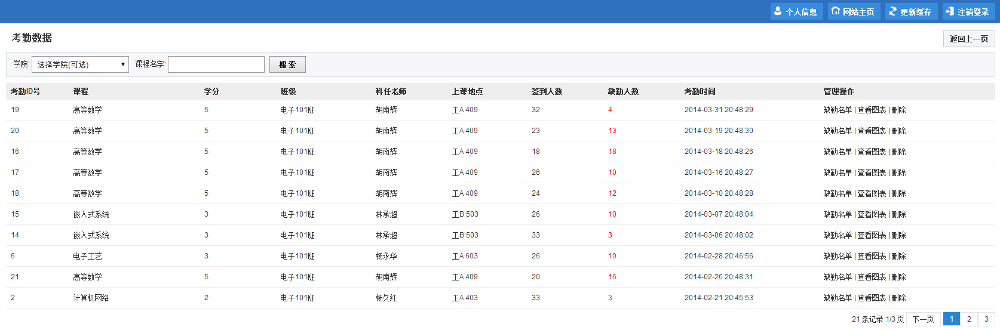 个人信息 网站主页 更新缓存 注销登录
考勤数据 返回上一页
学院: 选择学院(可选) 课程名字: 搜 索
考勤ID号 课程 学分 班级 科任老师 上课地点 签到人数 缺勤人数 考勤时间 管理操作
19 高等数学 5 电子101班 胡南辉 工A 409 32 4 2014-03-31 20:48:29 缺勤名单 | 查看图表 | 删除
20 高等数学 5 电子101班 胡南辉 工A 409 23 13 2014-03-19 20:48:30 缺勤名单 | 查看图表 | 删除
16 高等数学 5 电子101班 胡南辉 工A 409 18 18 2014-03-18 20:48:26 缺勤名单 | 查看图表 | 删除
17 高等数学 5 电子101班 胡南辉 工A 409 26 10 2014-03-16 20:48:27 缺勤名单 | 查看图表 | 删除
18 高等数学 5 电子101班 胡南辉 工A 409 24 12 2014-03-10 20:48:28 缺勤名单 | 查看图表 | 删除
15 嵌入式系统 3 电子101班 林承超 工B 503 26 10 2014-03-07 20:48:04 缺勤名单 | 查看图表 | 删除
14 嵌入式系统 3 电子101班 林承超 工B 503 33 3 2014-03-06 20:48:02 缺勤名单 | 查看图表 | 删除
6 电子工艺 3 电子101班 杨永华 工A 603 26 10 2014-02-28 20:46:56 缺勤名单 | 查看图表 | 删除
21 高等数学 5 电子101班 胡南辉 工A 409 20 16 2014-02-26 20:48:31 缺勤名单 | 查看图表 | 删除
2 计算机网络 2 电子101班 杨久红 工A 403 33 3 2014-02-21 20:45:53 缺勤名单 | 查看图表 | 删除
21 条记录 1/3 页 下一页 1 2 3